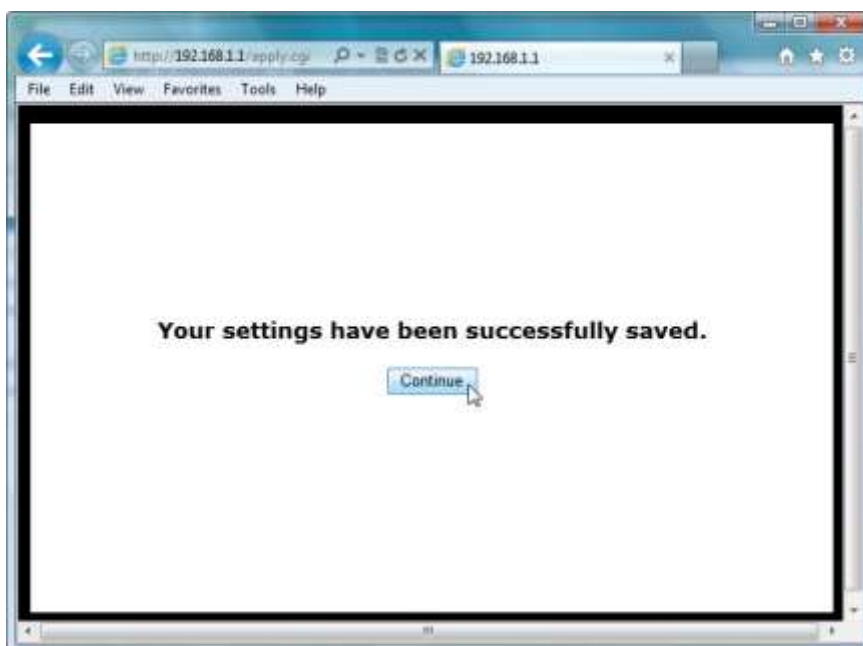 http://192.168.1.1/apply.cgi
192.168.1.1
File Edit View Favorites Tools Help
Your settings have been successfully saved.
Continue